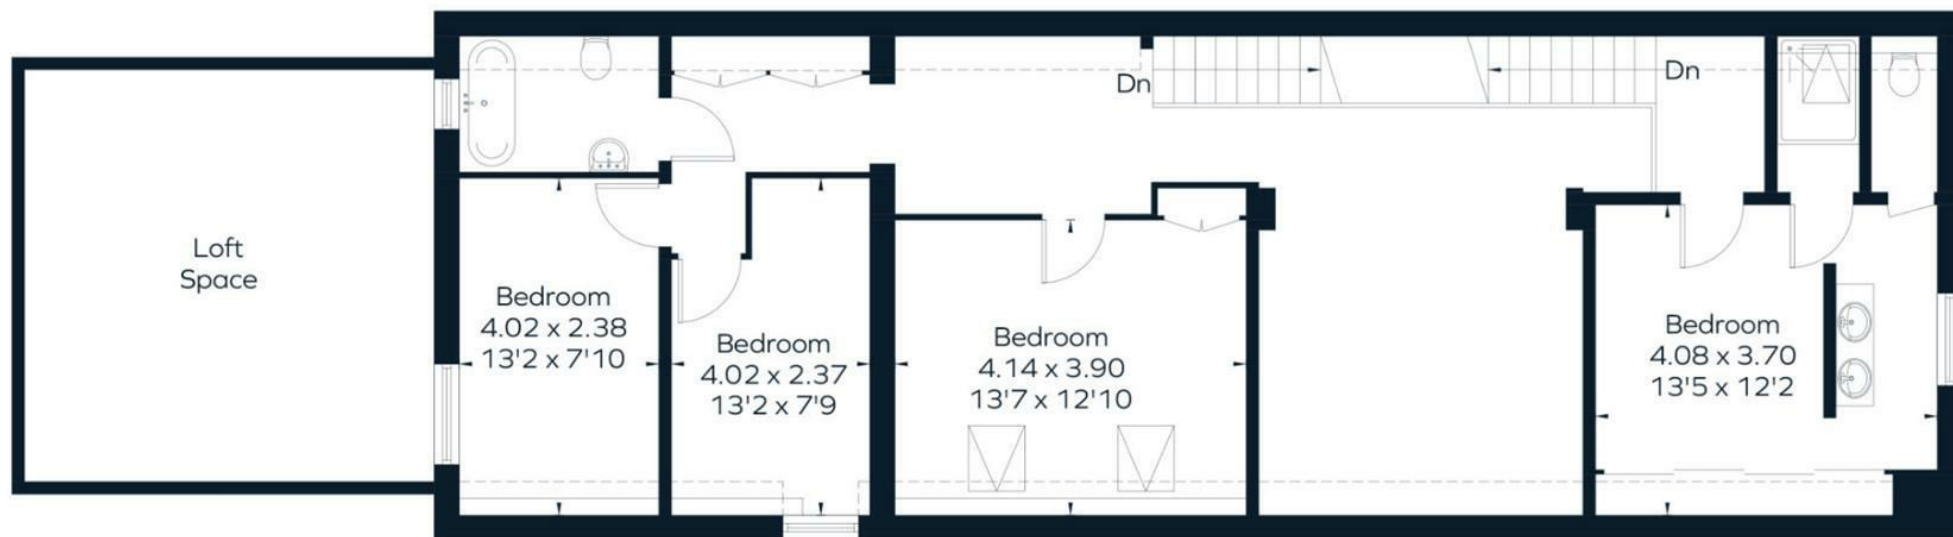 Dn
Dn
Loft
Space
Bedroom
4.02 x 2.38
13'2 x 7'10
Bedroom
4.02 x 2.37
13'2 x 7'9
Bedroom
4.14 x 3.90
13'7 x 12'10
Bedroom
4.08 x 3.70
13'5 x 12'2